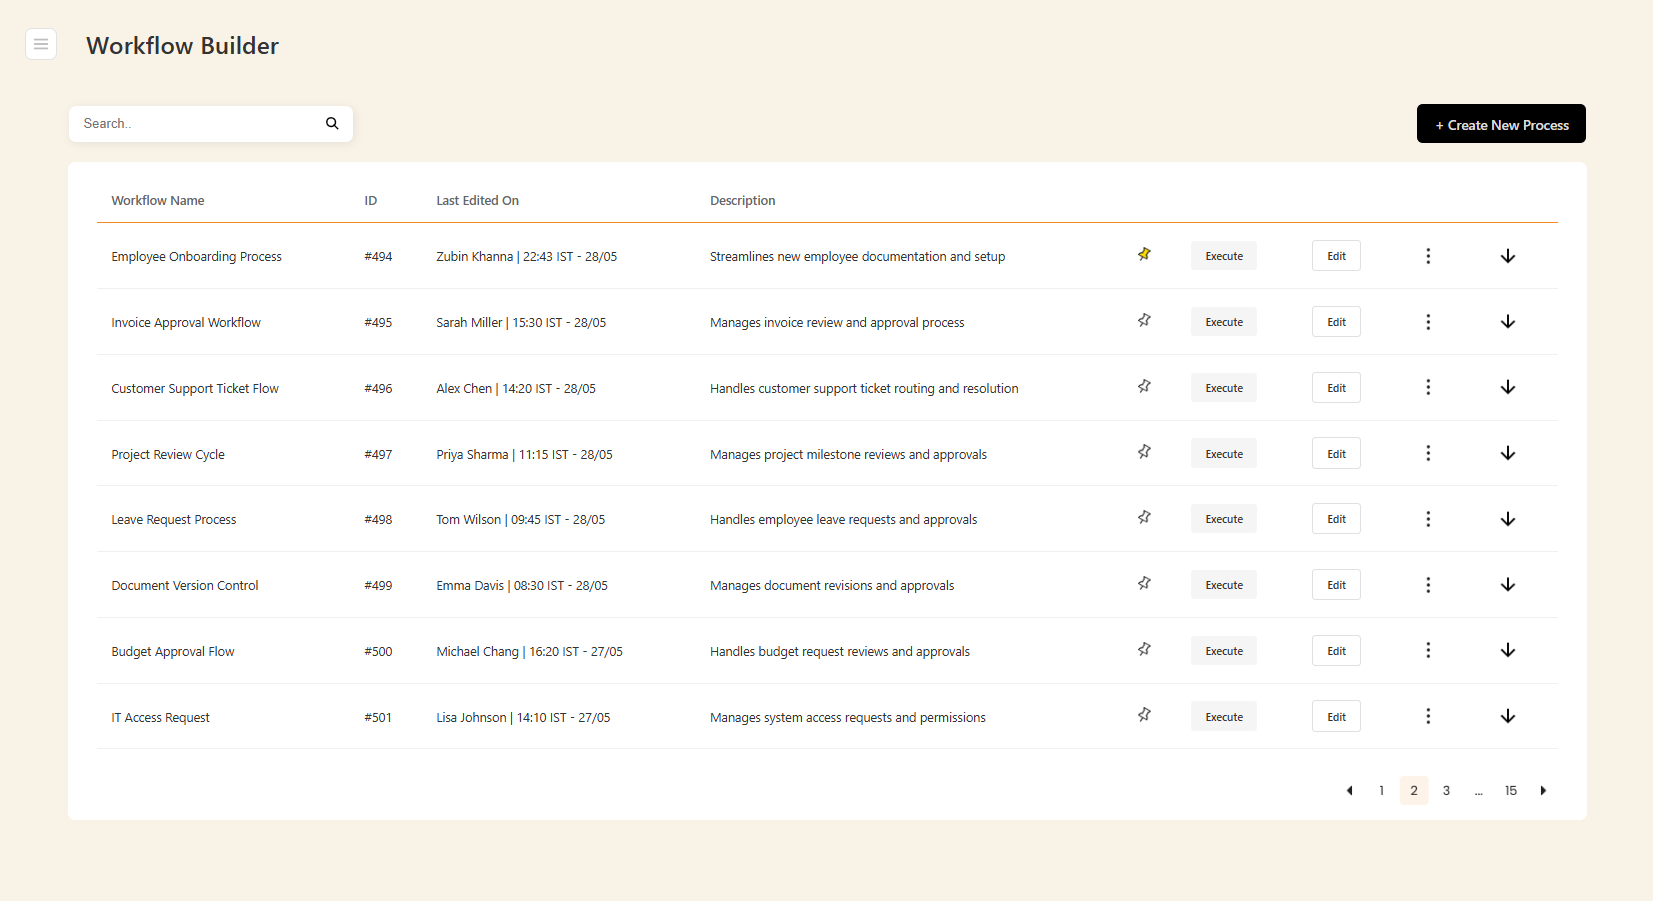 Workflow Builder
Search..
+ Create New Process
Workflow Name ID Last Edited On Description
Employee Onboarding Process #494 Zubin Khanna | 22:43 IST - 28/05 Streamlines new employee documentation and setup Execute Edit
Invoice Approval Workflow #495 Sarah Miller | 15:30 IST - 28/05 Manages invoice review and approval process Execute Edit
Customer Support Ticket Flow #496 Alex Chen | 14:20 IST - 28/05 Handles customer support ticket routing and resolution Execute Edit
Project Review Cycle #497 Priya Sharma | 11:15 IST - 28/05 Manages project milestone reviews and approvals Execute Edit
Leave Request Process #498 Tom Wilson | 09:45 IST - 28/05 Handles employee leave requests and approvals Execute Edit
Document Version Control #499 Emma Davis | 08:30 IST - 28/05 Manages document revisions and approvals Execute Edit
Budget Approval Flow #500 Michael Chang | 16:20 IST - 27/05 Handles budget request reviews and approvals Execute Edit
IT Access Request #501 Lisa Johnson | 14:10 IST - 27/05 Manages system access requests and permissions Execute Edit
1 2 3 ... 15